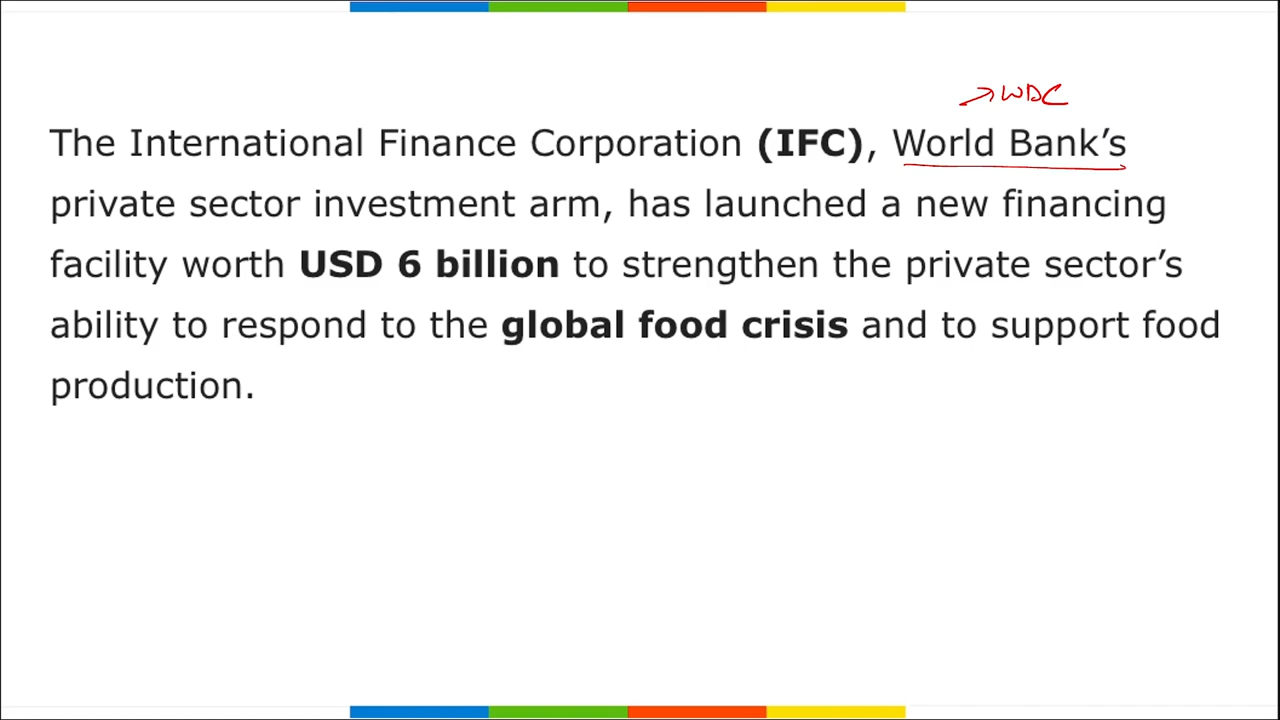 WDC
The International Finance Corporation (IFC), World Bank’s
private sector investment arm, has launched a new financing
facility worth USD 6 billion to strengthen the private sector’s
ability to respond to the global food crisis and to support food
production.